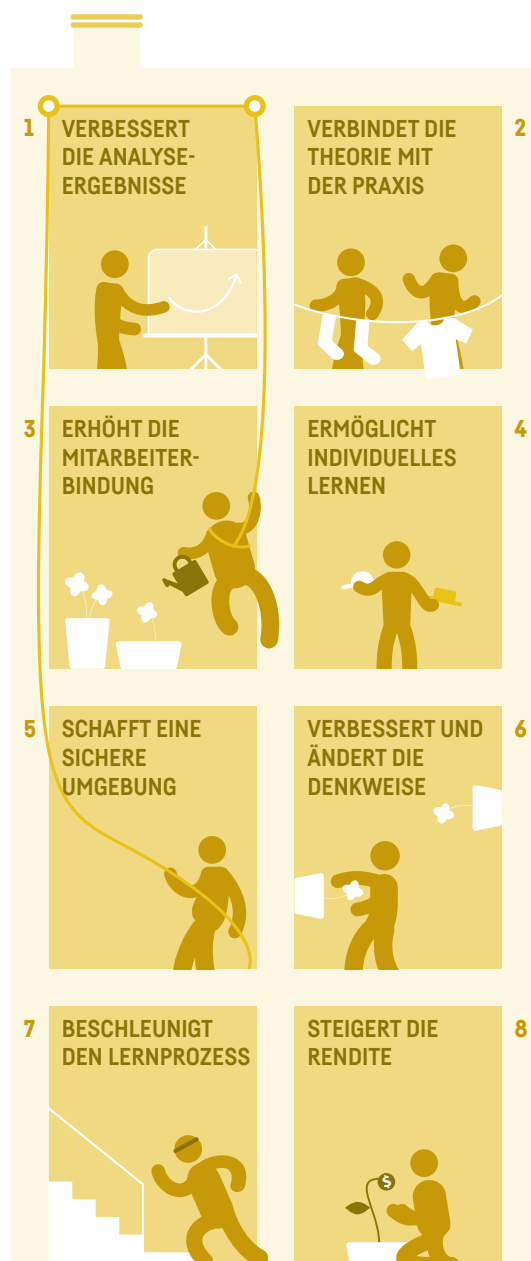 1
VERBESSERT
DIE ANALYSE-
ERGEBNISSE
VERBINDET DIE
THEORIE MIT
DER PRAXIS
2
3
ERHÖHT DIE
MITARBEITER-
BINDUNG
ERMÖGLICHT
INDIVIDUELLES
LERNEN
4
5
SCHAFFT EINE
SICHERE
UMGEBUNG
VERBESSERT UND
ÄNDERT DIE
DENKWEISE
6
7
BESCHLEUNIGT
DEN LERNPROZESS
STEIGERT DIE
RENDITE
8
$